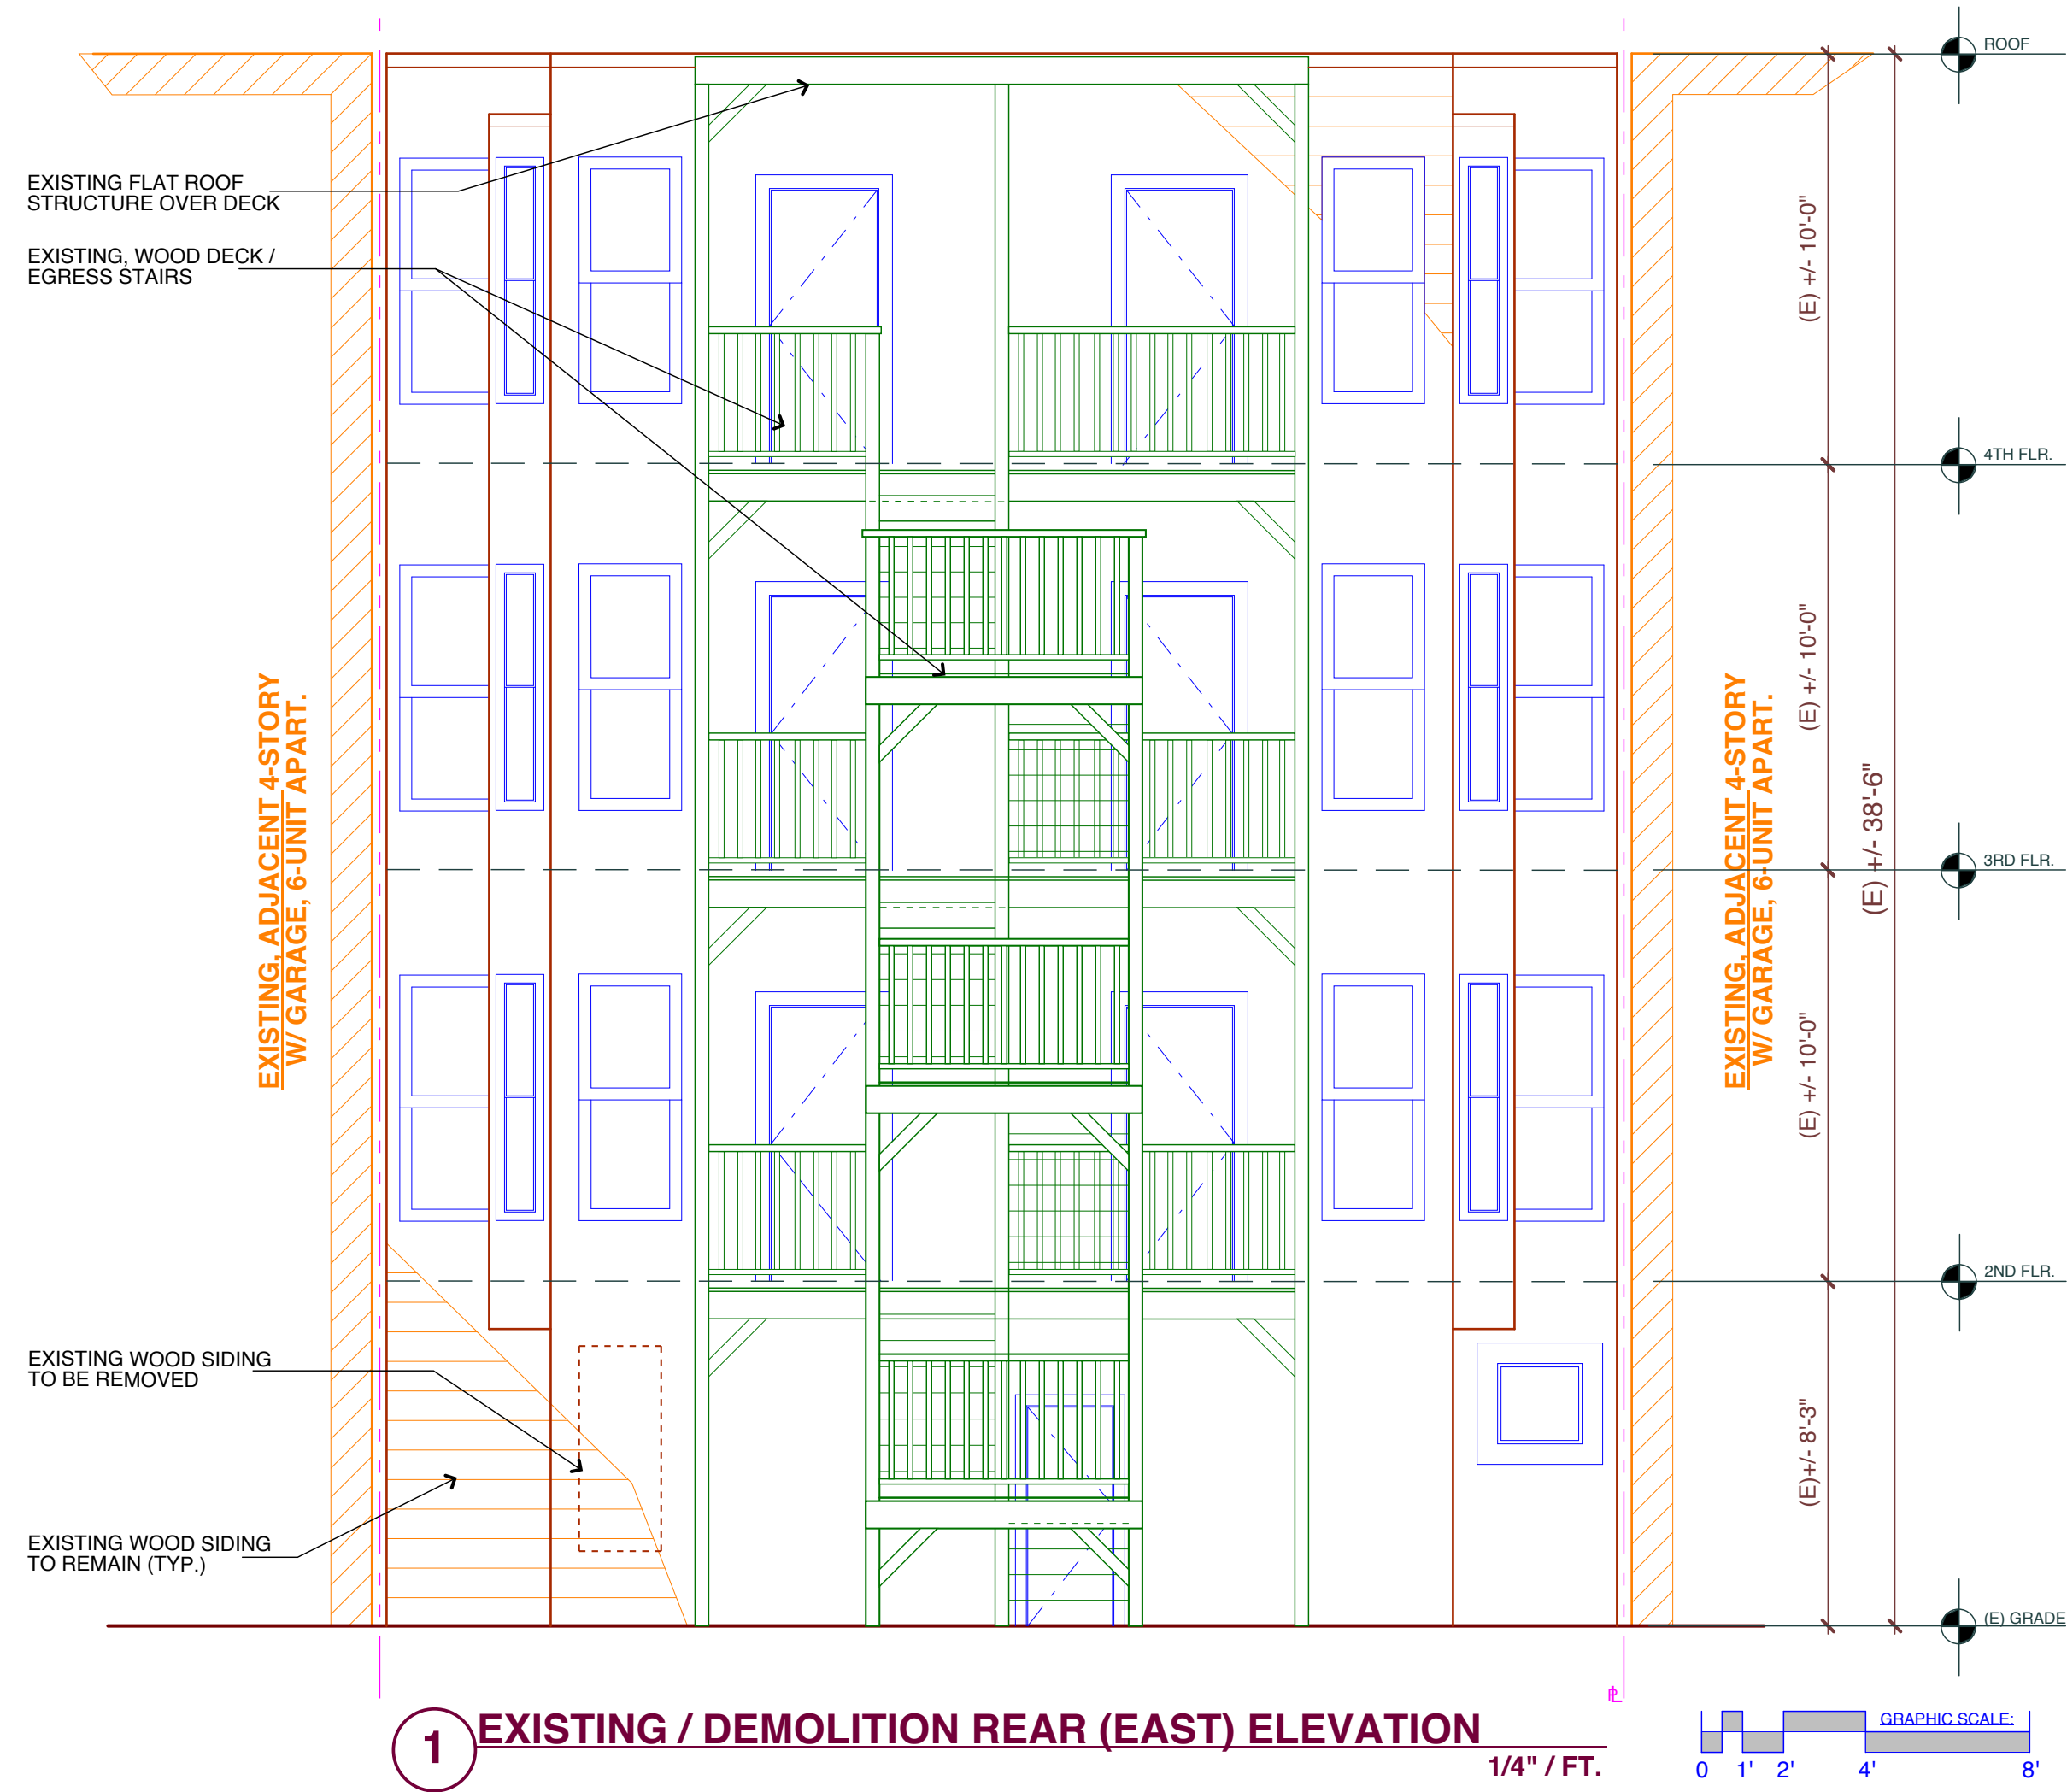 ROOF
EXISTING FLAT ROOF
STRUCTURE OVER DECK
EXISTING, WOOD DECK /
EGRESS STAIRS
(E) +/- 10'-0"
4TH FLR.
(E) +/- 10'-0"
EXISTING, ADJACENT 4-STORY
W/ GARAGE, 6-UNIT APART.
EXISTING, ADJACENT 4-STORY
W/ GARAGE, 6-UNIT APART.
(E) +/- 38'-6"
3RD FLR.
(E) +/- 10'-0"
2ND FLR.
EXISTING WOOD SIDING
TO BE REMOVED
(E)+/- 8'-3"
EXISTING WOOD SIDING
TO REMAIN (TYP.)
(E) GRADE
PL
1 EXISTING / DEMOLITION REAR (EAST) ELEVATION
1/4" / FT.
GRAPHIC SCALE:
0 1' 2' 4' 8'